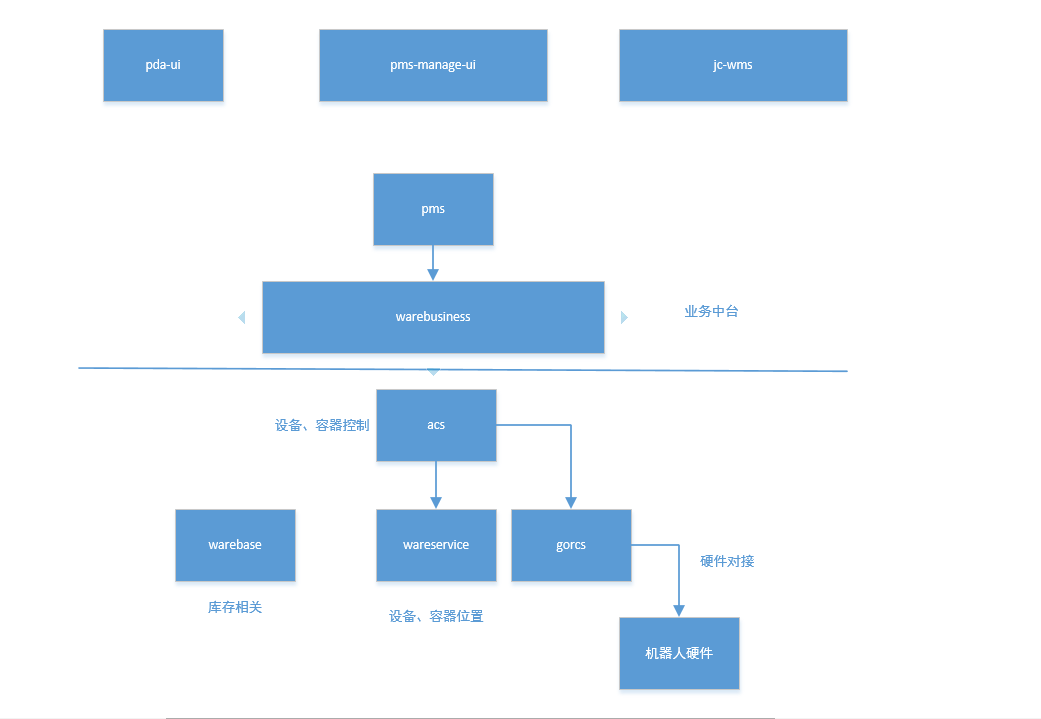 pda-ui
pms-manage-ui
jc-wms
pms
warebusiness
业务中台
设备、容器控制
acs
warebase
wareservice
gorcs
硬件对接
库存相关
设备、容器位置
机器人硬件